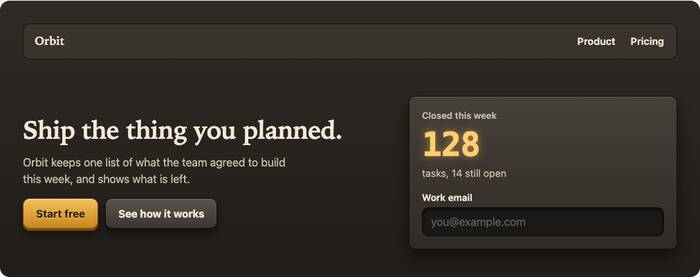 Orbit
Product Pricing
Ship the thing you planned.
Orbit keeps one list of what the team agreed to build
this week, and shows what is left.
Start free
See how it works
Closed this week
128
tasks, 14 still open
Work email
you@example.com